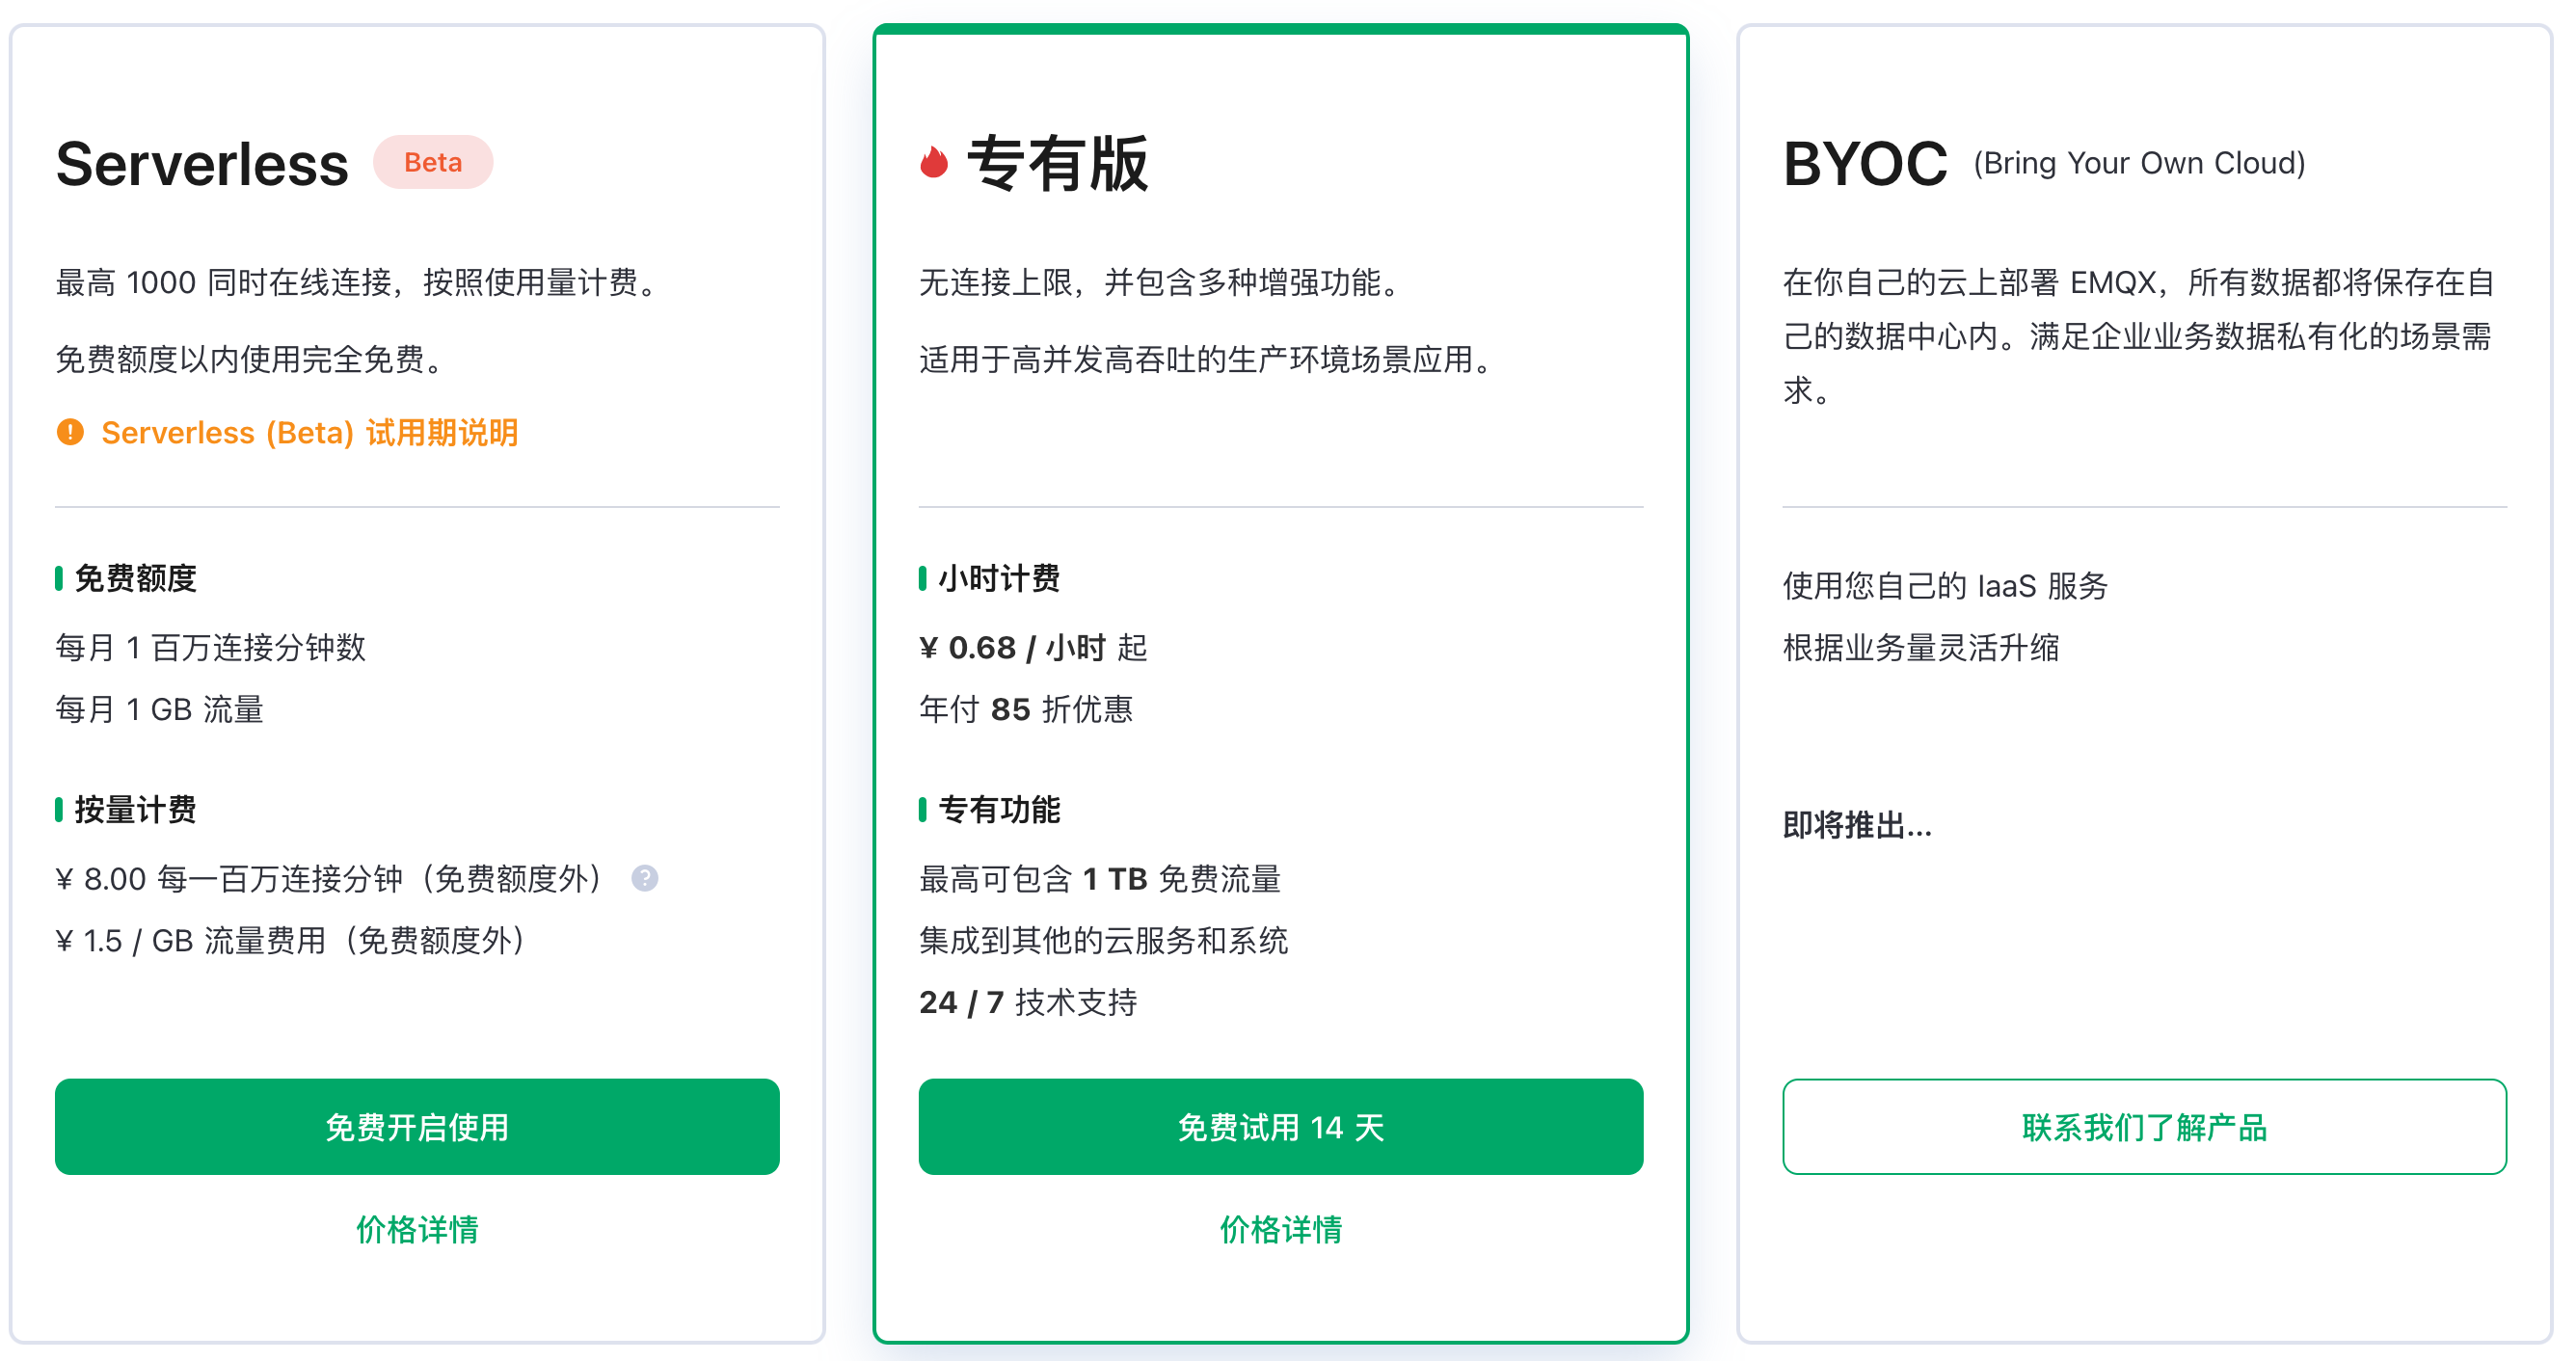 Serverless Beta
最高 1000 同时在线连接，按照使用量计费。
免费额度以内使用完全免费。
Serverless (Beta) 试用期说明
免费额度
每月 1 百万连接分钟数
每月 1 GB 流量
按量计费
¥ 8.00 每一百万连接分钟（免费额度外）
¥ 1.5 / GB 流量费用（免费额度外）
免费开启使用
价格详情
专有版
无连接上限，并包含多种增强功能。
适用于高并发高吞吐的生产环境场景应用。
小时计费
¥ 0.68 / 小时 起
年付 85 折优惠
专有功能
最高可包含 1 TB 免费流量
集成到其他的云服务和系统
24 / 7 技术支持
免费试用 14 天
价格详情
BYOC (Bring Your Own Cloud)
在你自己的云上部署 EMQX，所有数据都将保存在自
己的数据中心内。满足企业业务数据私有化的场景需
求。
使用您自己的 IaaS 服务
根据业务量灵活升缩
即将推出...
联系我们了解产品